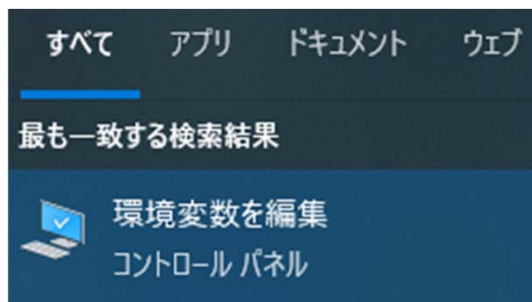 すべて アプリ ドキュメント ウェブ
最も一致する検索結果
環境変数を編集
コントロール パネル